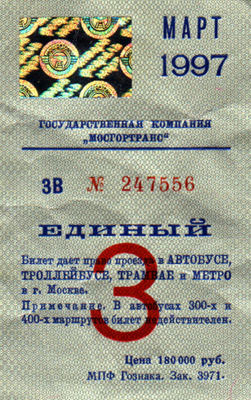 МАРТ
1997
ГОСУДАРСТВЕННАЯ КОМПАНИЯ
„МОСГОРТРАНС"
ЗВ № 247556
ЕДИНЫЙ
3
Билет дает право проезда в АВТОБУСЕ,
ТРОЛЛЕЙБУСЕ, ТРАМВАЕ и МЕТРО
в г. Москве.
Примечание. В автобусах 300-х и
400-х маршрутов билет недействителен.
Цена 180 000 руб.
МПФ Гознака. Зак. 3971-